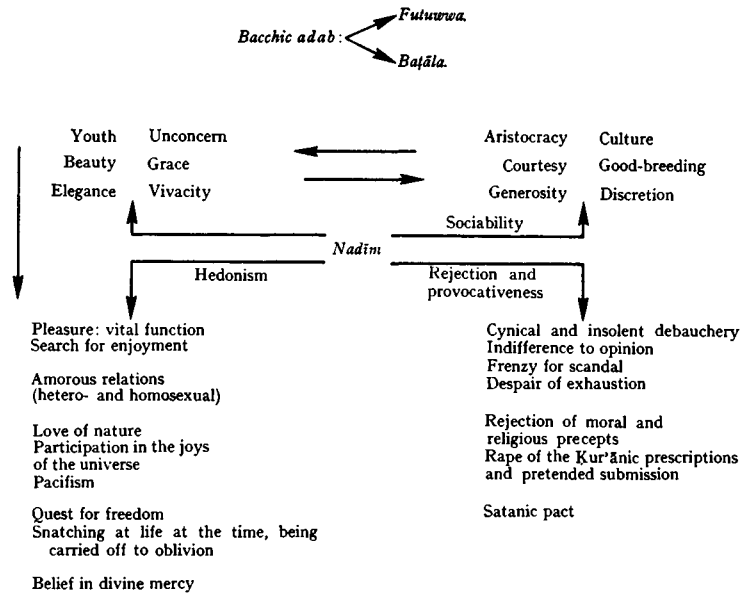 Bacchic adab:
Futuwwa.
Baṭāla.
Youth Unconcern
Beauty Grace
Elegance Vivacity
Aristocracy Culture
Courtesy Good-breeding
Generosity Discretion
Sociability
Nadīm
Hedonism
Rejection and
provocativeness
Pleasure: vital function
Search for enjoyment
Amorous relations
(hetero- and homosexual)
Love of nature
Participation in the joys
of the universe
Pacifism
Quest for freedom
Snatching at life at the time, being
carried off to oblivion
Belief in divine mercy
Cynical and insolent debauchery
Indifference to opinion
Frenzy for scandal
Despair of exhaustion
Rejection of moral and
religious precepts
Rape of the Ḳur'ānic prescriptions
and pretended submission
Satanic pact